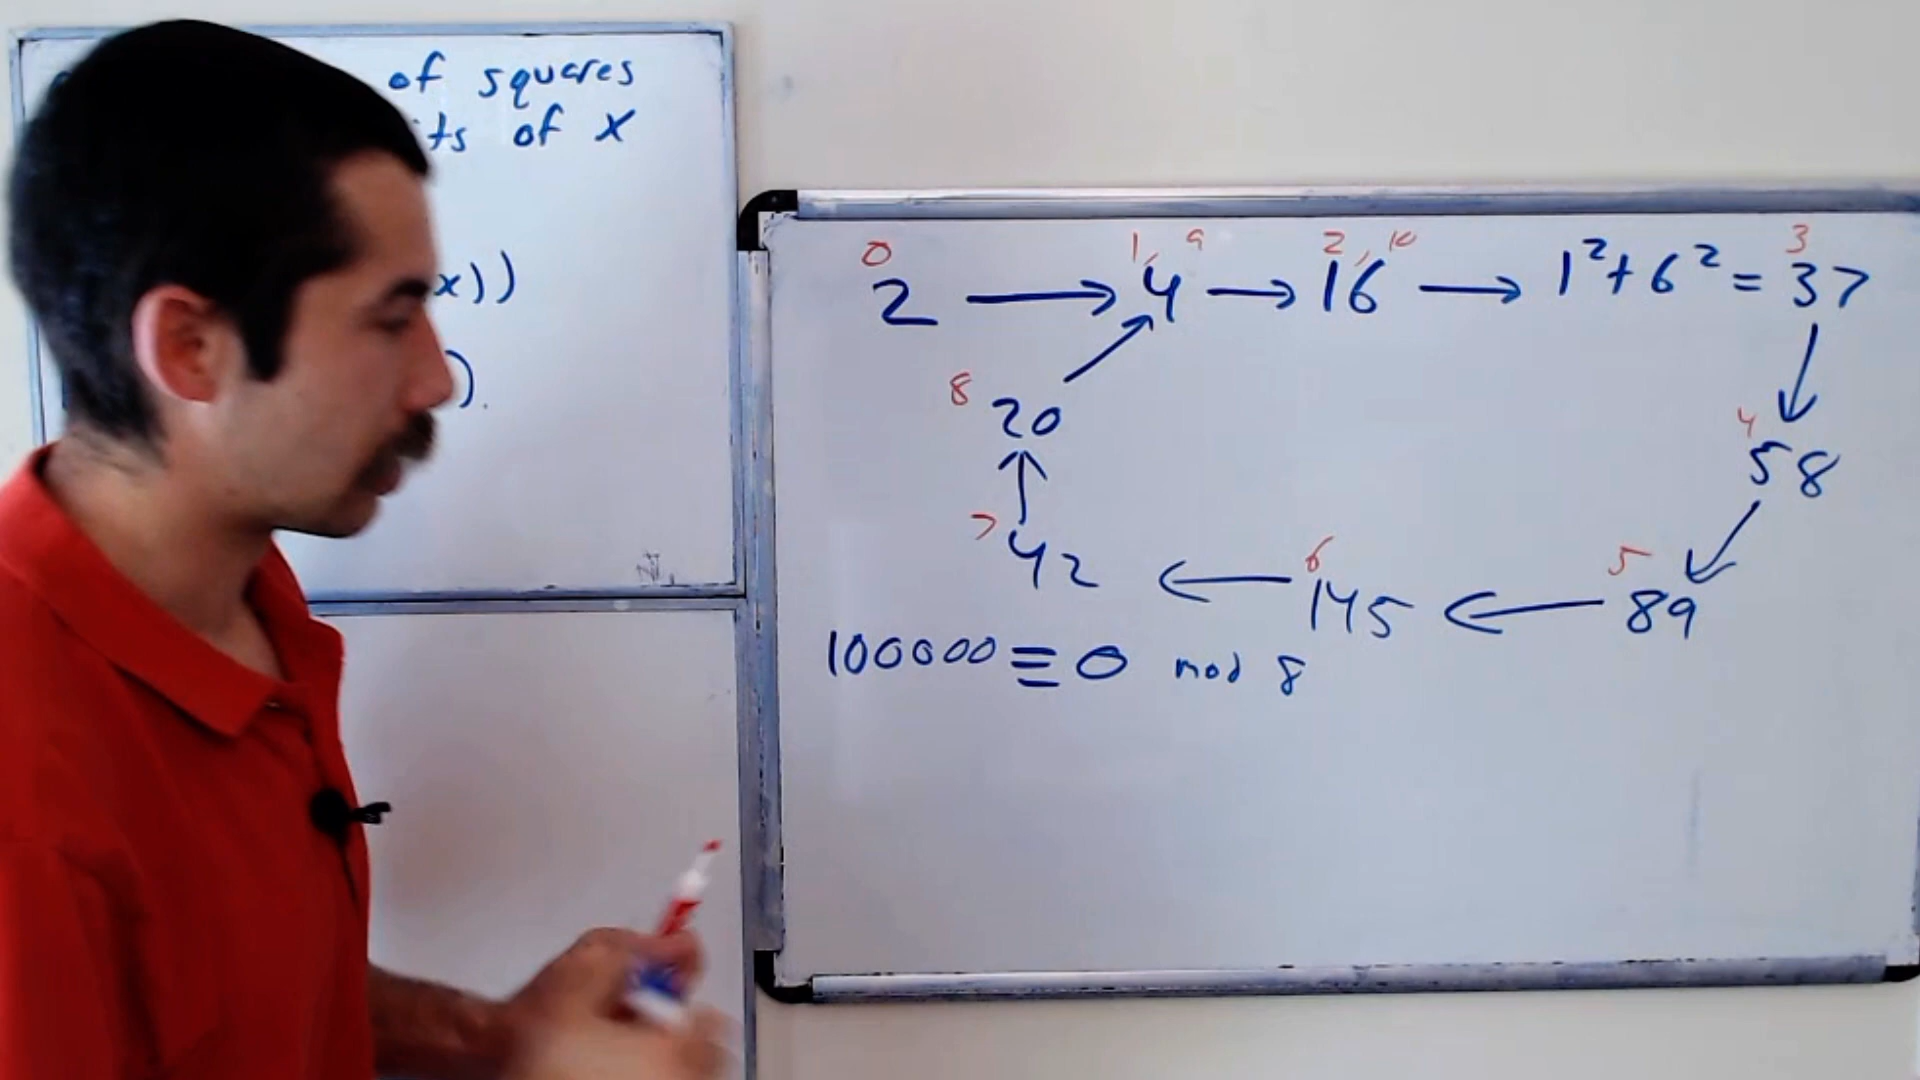 of squares
of x
x))
).
0 1, 9 2, 10 3
2 → 4 → 16 → 1² + 6² = 37
8 20 4 58
7 42 ← 6 145 ← 5 89
100000 ≡ 0 mod 8